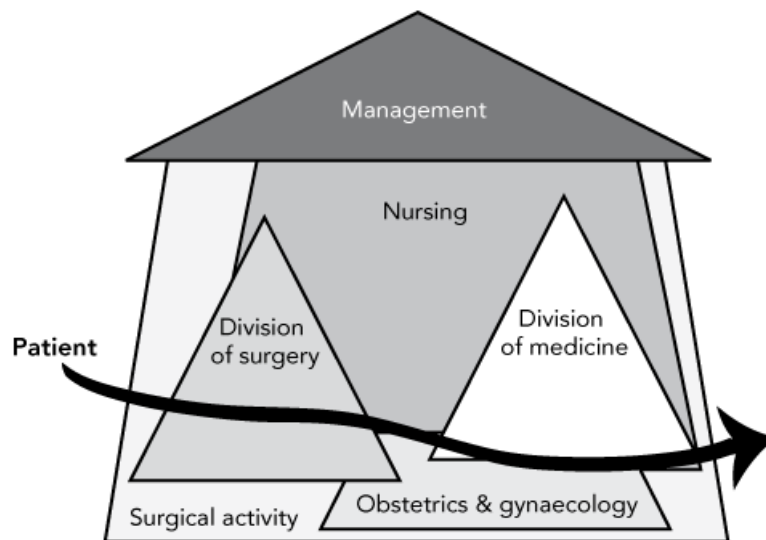 Management
Nursing
Division
of surgery
Division
of medicine
Patient
Surgical activity
Obstetrics & gynaecology